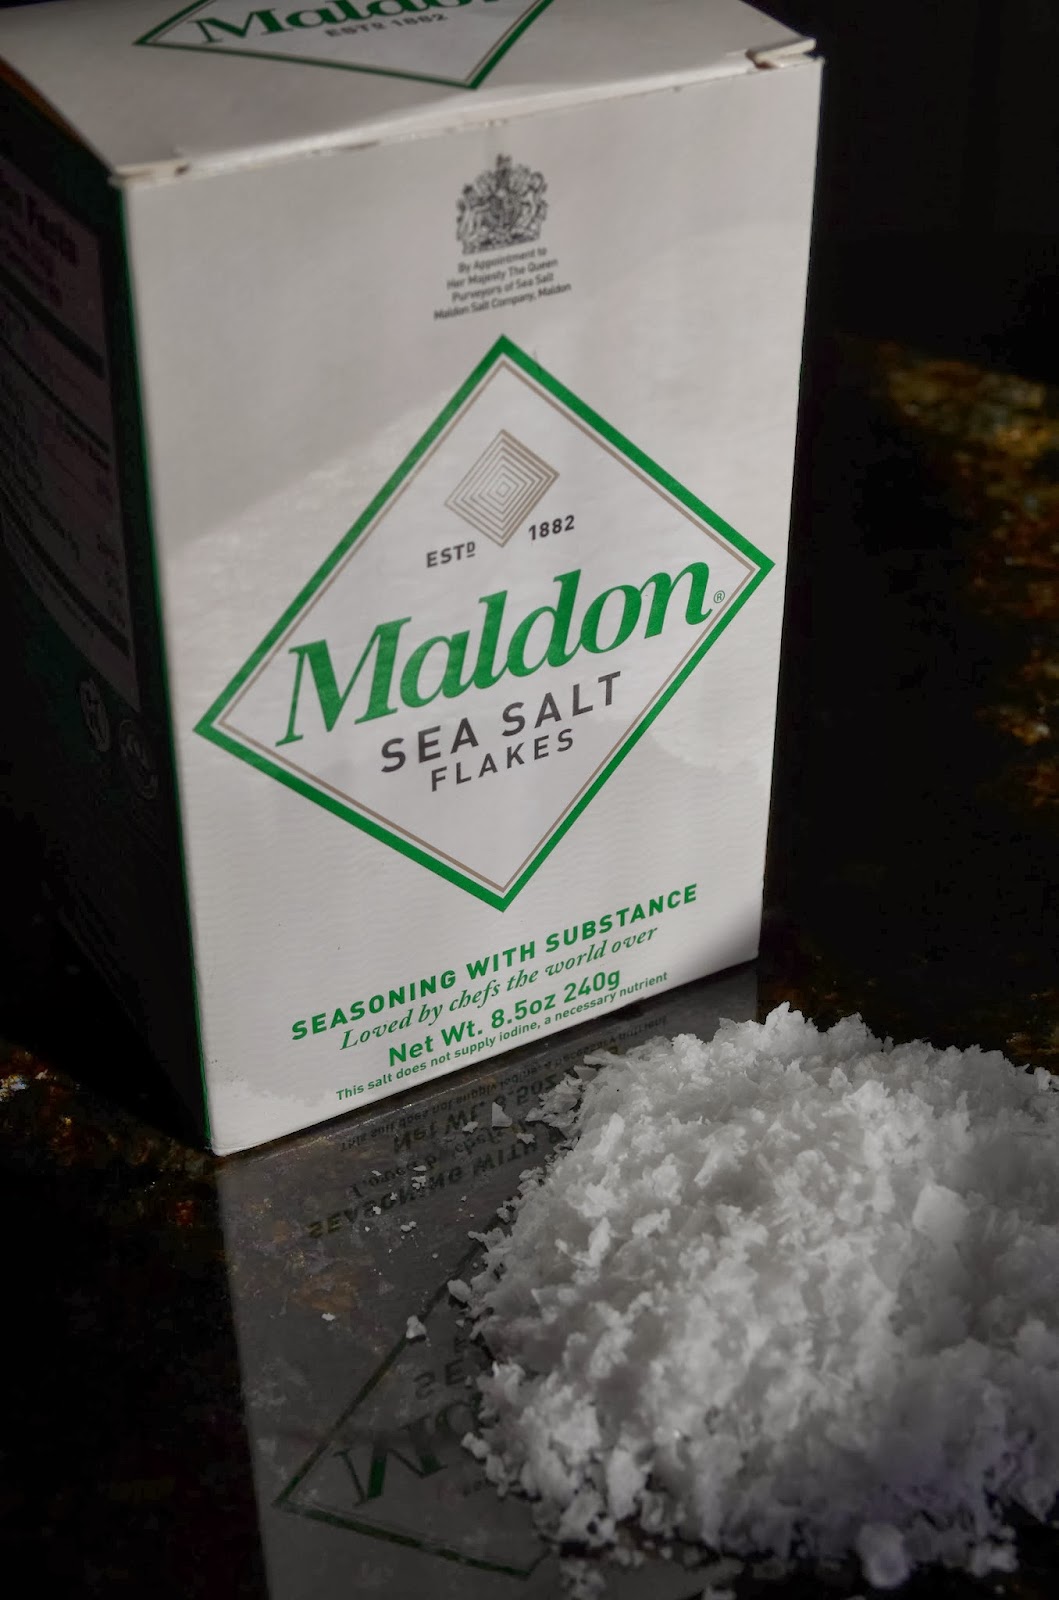 Maldon
ESTD 1882
Facts
By Appointment to
Her Majesty The Queen
Purveyors of Sea Salt
Maldon Salt Company, Maldon
ESTD 1882
Maldon®
SEA SALT
FLAKES
SEASONING WITH SUBSTANCE
Loved by chefs the world over
Net Wt. 8.5oz 240g
This salt does not supply iodine, a necessary nutrient